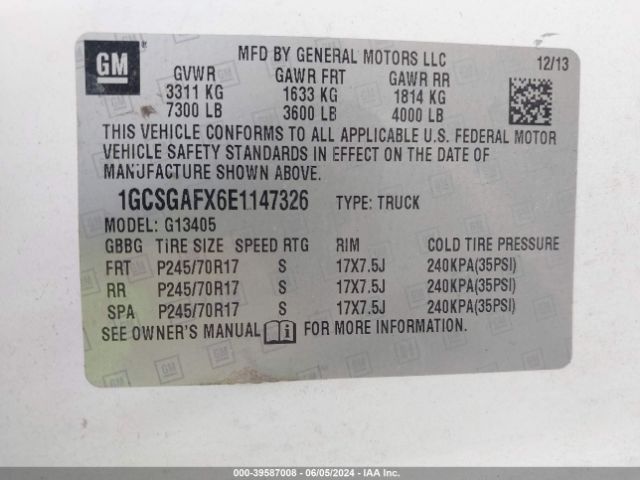 GM
MFD BY GENERAL MOTORS LLC
12/13
GVWR GAWR FRT GAWR RR
3311 KG 1633 KG 1814 KG
7300 LB 3600 LB 4000 LB
THIS VEHICLE CONFORMS TO ALL APPLICABLE U.S. FEDERAL MOTOR
VEHICLE SAFETY STANDARDS IN EFFECT ON THE DATE OF
MANUFACTURE SHOWN ABOVE.
1GCSGAFX6E1147326 TYPE: TRUCK
MODEL: G13405
GBBG TIRE SIZE SPEED RTG RIM COLD TIRE PRESSURE
FRT P245/70R17 S 17X7.5J 240KPA(35PSI)
RR P245/70R17 S 17X7.5J 240KPA(35PSI)
SPA P245/70R17 S 17X7.5J 240KPA(35PSI)
SEE OWNER'S MANUAL FOR MORE INFORMATION.
000-39587008 - 06/05/2024 - IAA Inc.